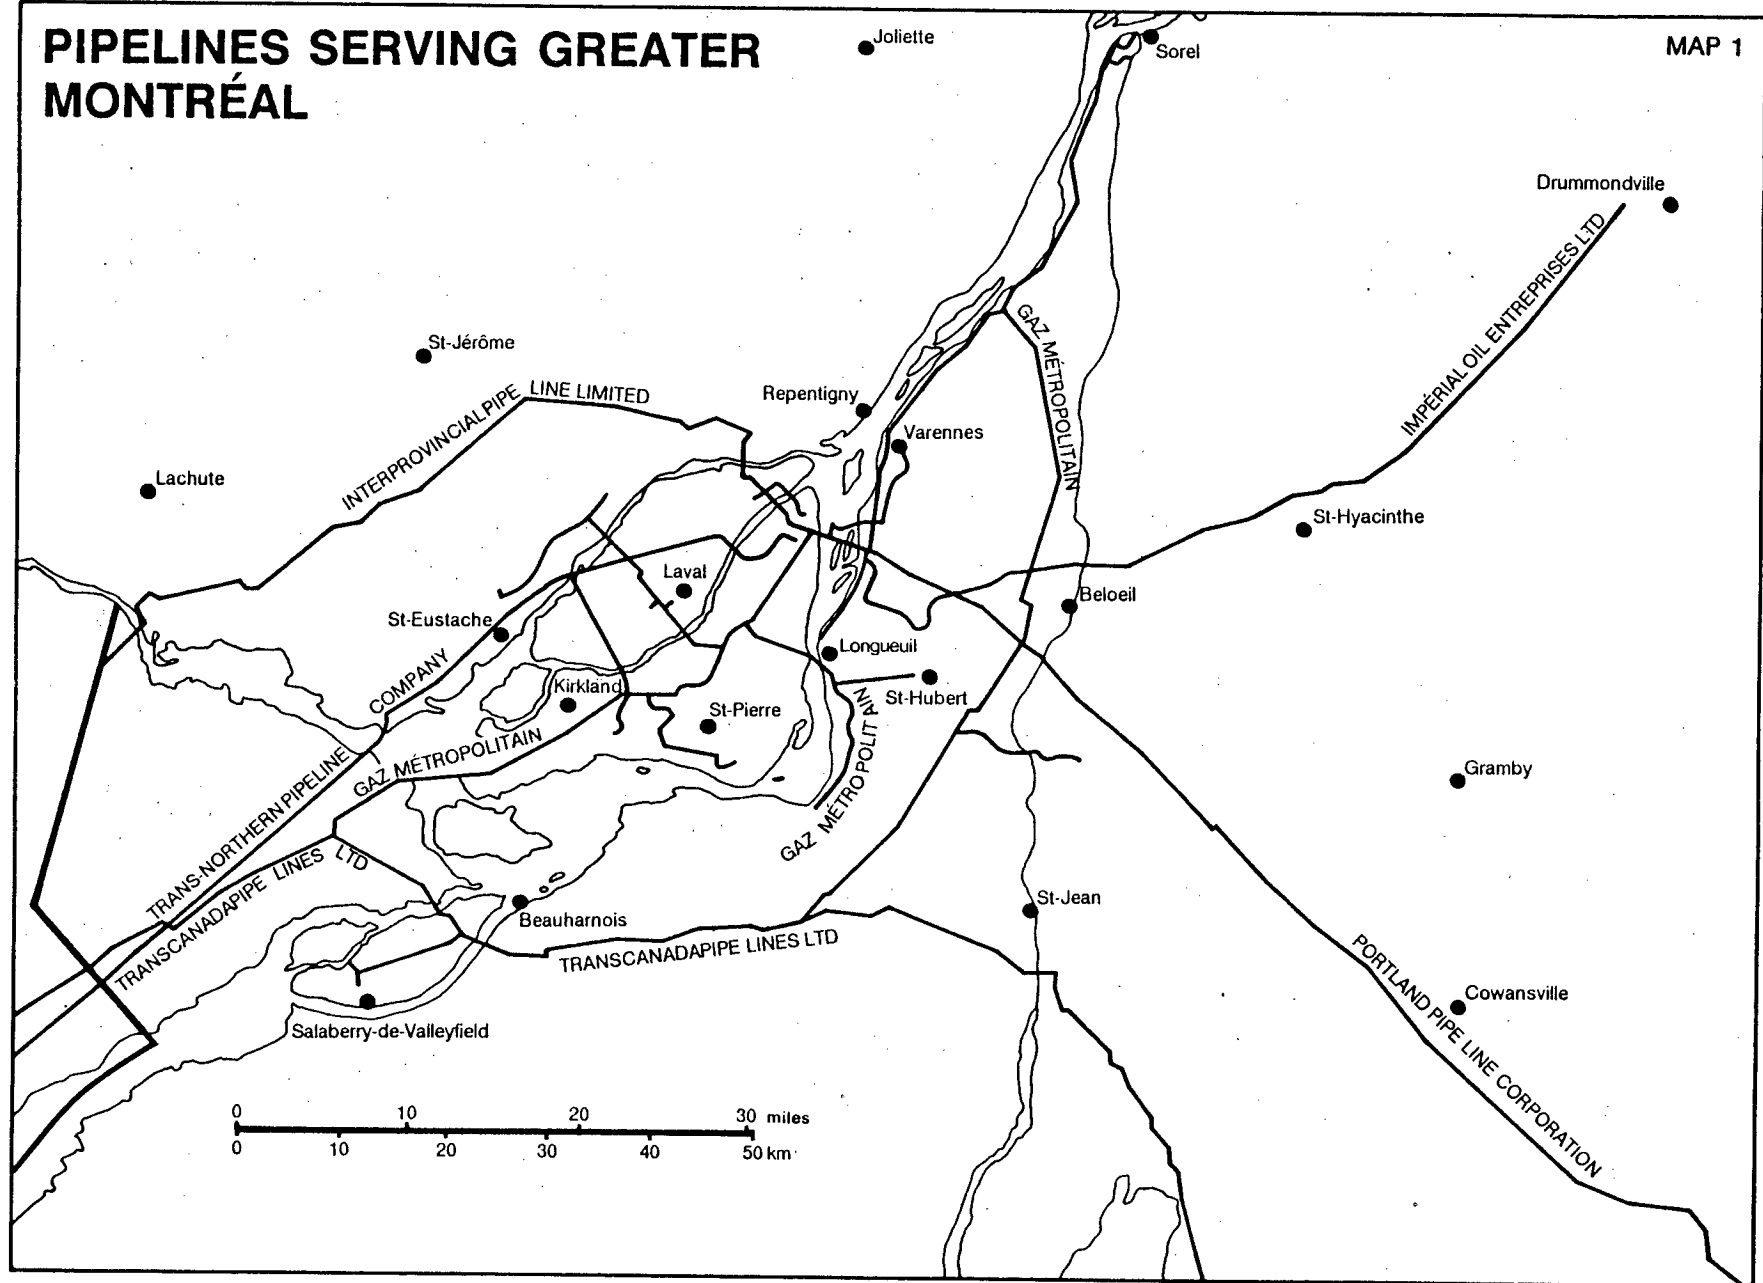 PIPELINES SERVING GREATER
MONTRÉAL
MAP 1
Joliette
Sorel
Drummondville
IMPÉRIAL OIL ENTREPRISES LTD
GAZ MÉTROPOLITAIN
St-Jérôme
INTERPROVINCIALPIPE LINE LIMITED
Repentigny
Varennes
Lachute
St-Hyacinthe
Laval
Beloeil
St-Eustache
Longueuil
COMPANY
Kirkland
St-Hubert
St-Pierre
TRANS-NORTHERN PIPELINE
GAZ MÉTROPOLITAIN
GAZ MÉTROPOLITAIN
Gramby
TRANSCANADAPIPE LINES LTD
St-Jean
Beauharnois
TRANSCANADAPIPE LINES LTD
PORTLAND PIPE LINE CORPORATION
Cowansville
Salaberry-de-Valleyfield
0 10 20 30 miles
0 10 20 30 40 50 km